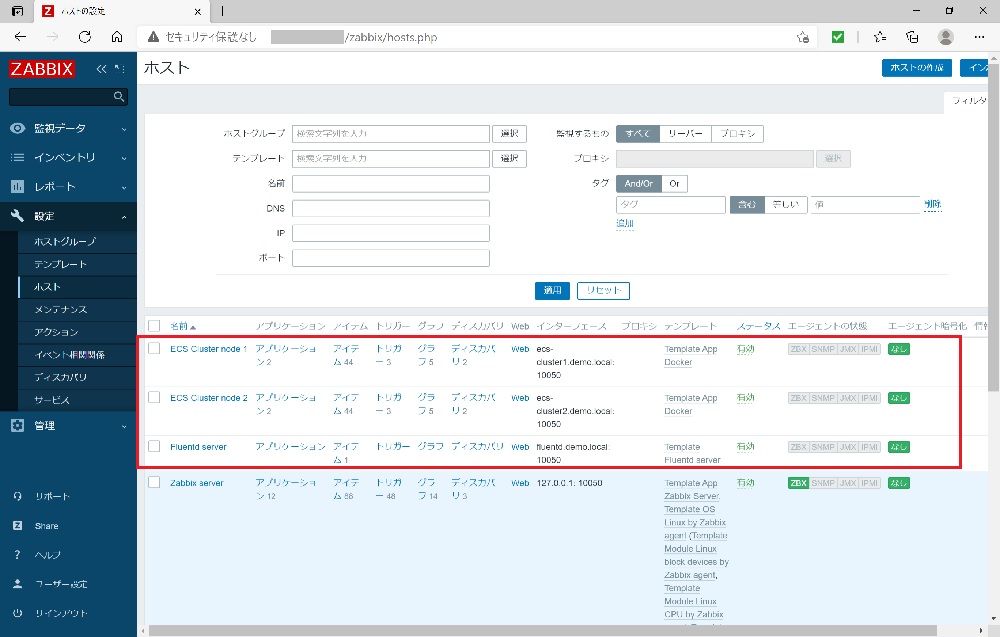 ホストの設定
セキュリティ保護なし
/zabbix/hosts.php
ZABBIX
ホスト
ホストの作成
イン
フィルタ
監視データ
インベントリ
レポート
設定
ホストグループ
テンプレート
ホスト
メンテナンス
アクション
イベント相関関係
ディスカバリ
サービス
管理
サポート
Share
ヘルプ
ユーザー設定
サインアウト
ホストグループ 検索文字列を入力 選択
テンプレート 検索文字列を入力 選択
名前
DNS
IP
ポート
監視するもの すべて サーバー プロキシ
プロキシ 選択
タグ And/Or Or
タグ 含む 等しい 値 削除
追加
適用 リセット
名前 アプリケーション アイテム トリガー グラフ ディスカバリ Web インターフェース プロキシ テンプレート ステータス エージェントの状態 エージェント暗号化 情報
ECS Cluster node 1 アプリケーショ アイテ トリガ グラ ディスカバ Web ecs- Template App 有効 ZBX SNMP JMX IPMI なし
ン 2 ム 44 ー 3 フ 5 リ 2 cluster1.demo.local: Docker
10050
ECS Cluster node 2 アプリケーショ アイテ トリガ グラ ディスカバ Web ecs- Template App 有効 ZBX SNMP JMX IPMI なし
ン 2 ム 44 ー 3 フ 5 リ 2 cluster2.demo.local: Docker
10050
Fluentd server アプリケーション アイテ トリガー グラフ ディスカバリ Web fluentd.demo.local: Template 有効 ZBX SNMP JMX IPMI なし
ム 1 10050 Fluentd server
Zabbix server アプリケーショ アイテ トリガ グラ ディスカバ Web 127.0.0.1: 10050 Template App 有効 ZBX SNMP JMX IPMI なし
ン 12 ー 48 フ 14 リ 3 Zabbix Server,
Template OS
Linux by Zabbix
agent (Template
Module Linux
block devices by
Zabbix agent,
Template
Module Linux
CPU by Zabbix